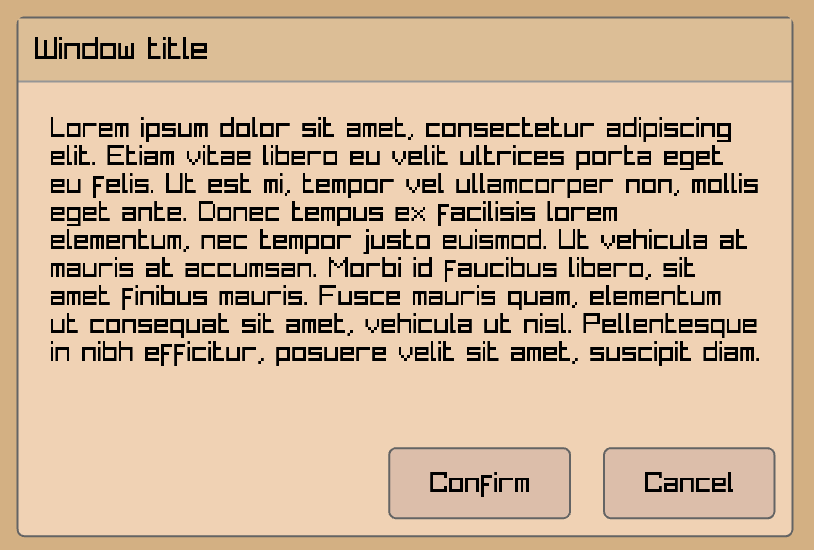 Window title
Lorem ipsum dolor sit amet, consectetur adipiscing
elit. Etiam vitae libero eu velit ultrices porta eget
eu felis. Ut est mi, tempor vel ullamcorper non, mollis
eget ante. Donec tempus ex facilisis lorem
elementum, nec tempor justo euismod. Ut vehicula at
mauris at accumsan. Morbi id faucibus libero, sit
amet finibus mauris. Fusce mauris quam, elementum
ut consequat sit amet, vehicula ut nisl. Pellentesque
in nibh efficitur, posuere velit sit amet, suscipit diam.
Confirm
Cancel